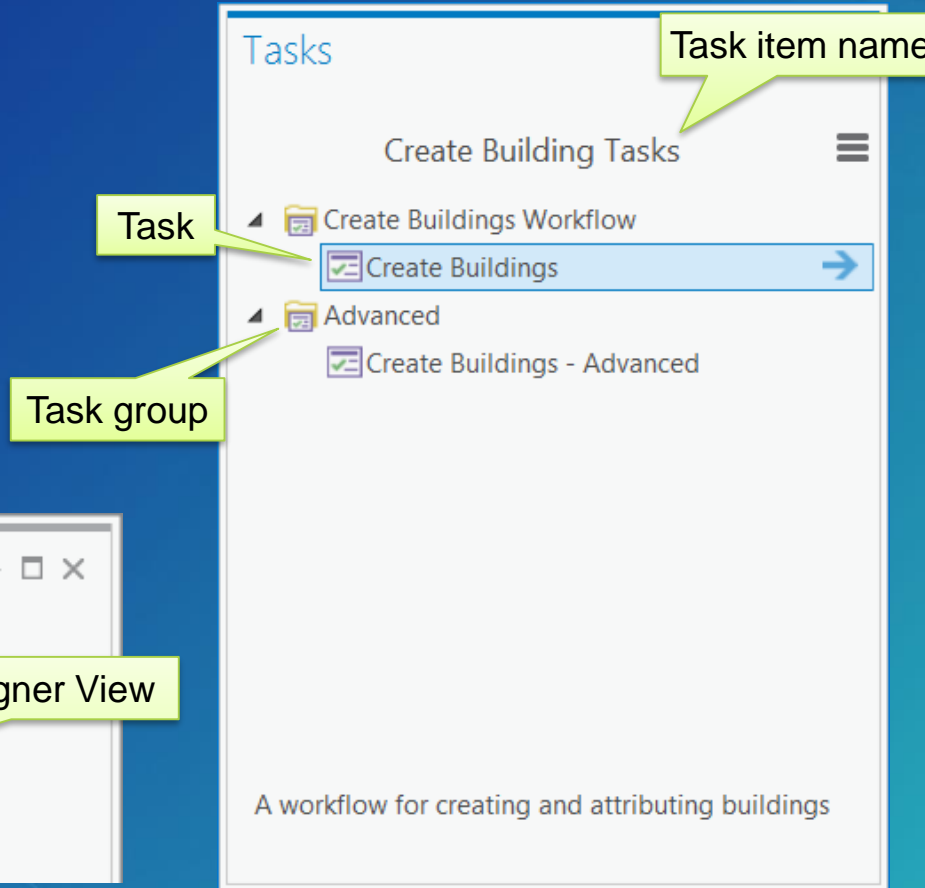 Tasks
Task item name
Create Building Tasks
Task
Create Buildings Workflow
Create Buildings
Advanced
Create Buildings - Advanced
Task group
View
A workflow for creating and attributing buildings